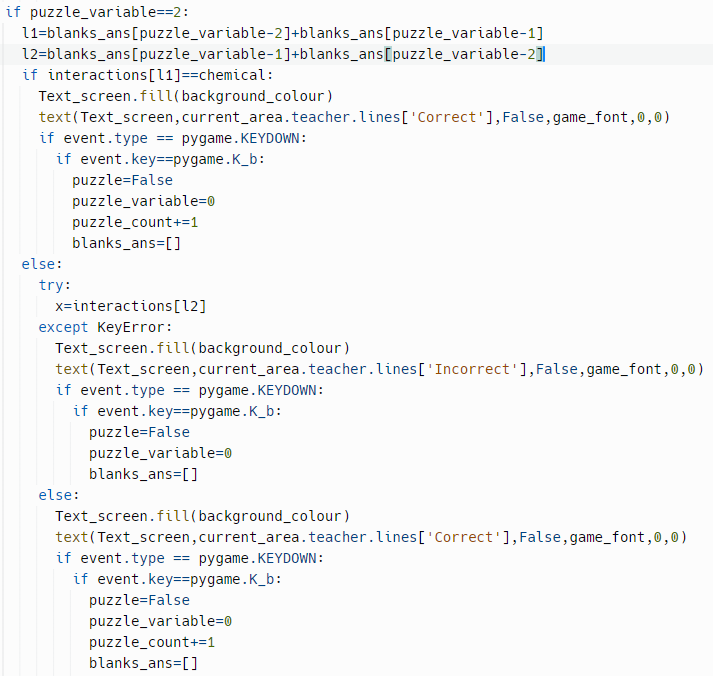 if puzzle_variable==2:
  l1=blanks_ans[puzzle_variable-2]+blanks_ans[puzzle_variable-1]
  l2=blanks_ans[puzzle_variable-1]+blanks_ans[puzzle_variable-2]
  if interactions[l1]==chemical:
    Text_screen.fill(background_colour)
    text(Text_screen,current_area.teacher.lines['Correct'],False,game_font,0,0)
    if event.type == pygame.KEYDOWN:
      if event.key==pygame.K_b:
        puzzle=False
        puzzle_variable=0
        puzzle_count+=1
        blanks_ans=[]
  else:
    try:
      x=interactions[l2]
    except KeyError:
      Text_screen.fill(background_colour)
      text(Text_screen,current_area.teacher.lines['Incorrect'],False,game_font,0,0)
      if event.type == pygame.KEYDOWN:
        if event.key==pygame.K_b:
          puzzle=False
          puzzle_variable=0
          blanks_ans=[]
    else:
      Text_screen.fill(background_colour)
      text(Text_screen,current_area.teacher.lines['Correct'],False,game_font,0,0)
      if event.type == pygame.KEYDOWN:
        if event.key==pygame.K_b:
          puzzle=False
          puzzle_variable=0
          puzzle_count+=1
          blanks_ans=[]